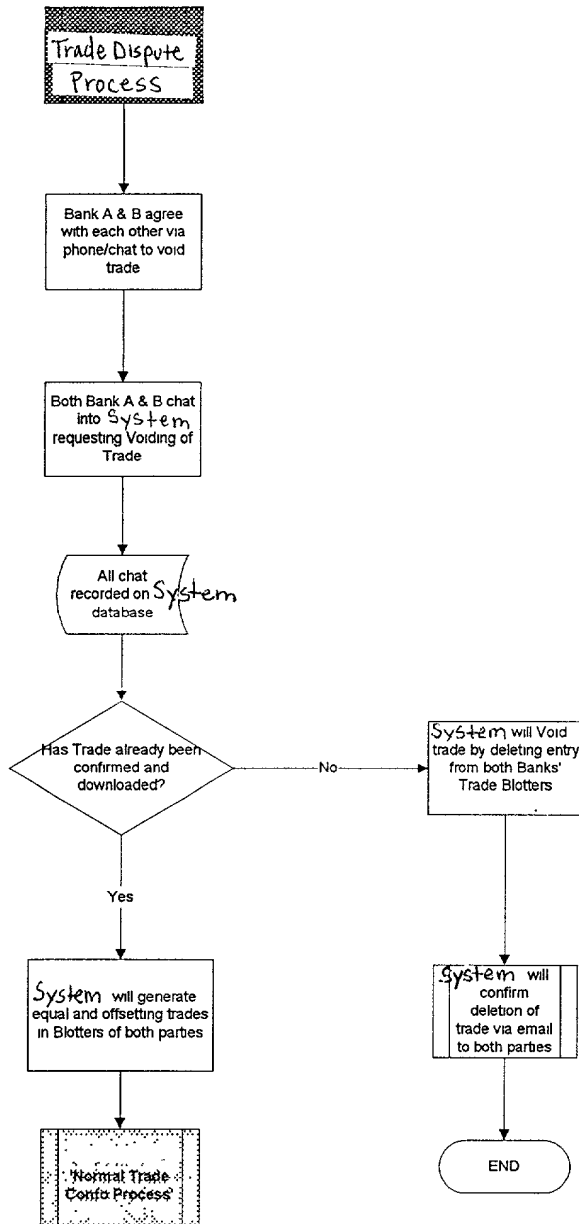 Trade Dispute
Process
Bank A & B agree
with each other via
phone/chat to void
trade
Both Bank A & B chat
into System
requesting Voiding of
Trade
All chat
recorded on System
database
Has Trade already been
confirmed and
downloaded?
No
System will Void
trade by deleting entry
from both Banks'
Trade Blotters
Yes
System will generate
equal and offsetting trades
in Blotters of both parties
System will
confirm
deletion of
trade via email
to both parties
'Normal Trade
Confo Process'
END